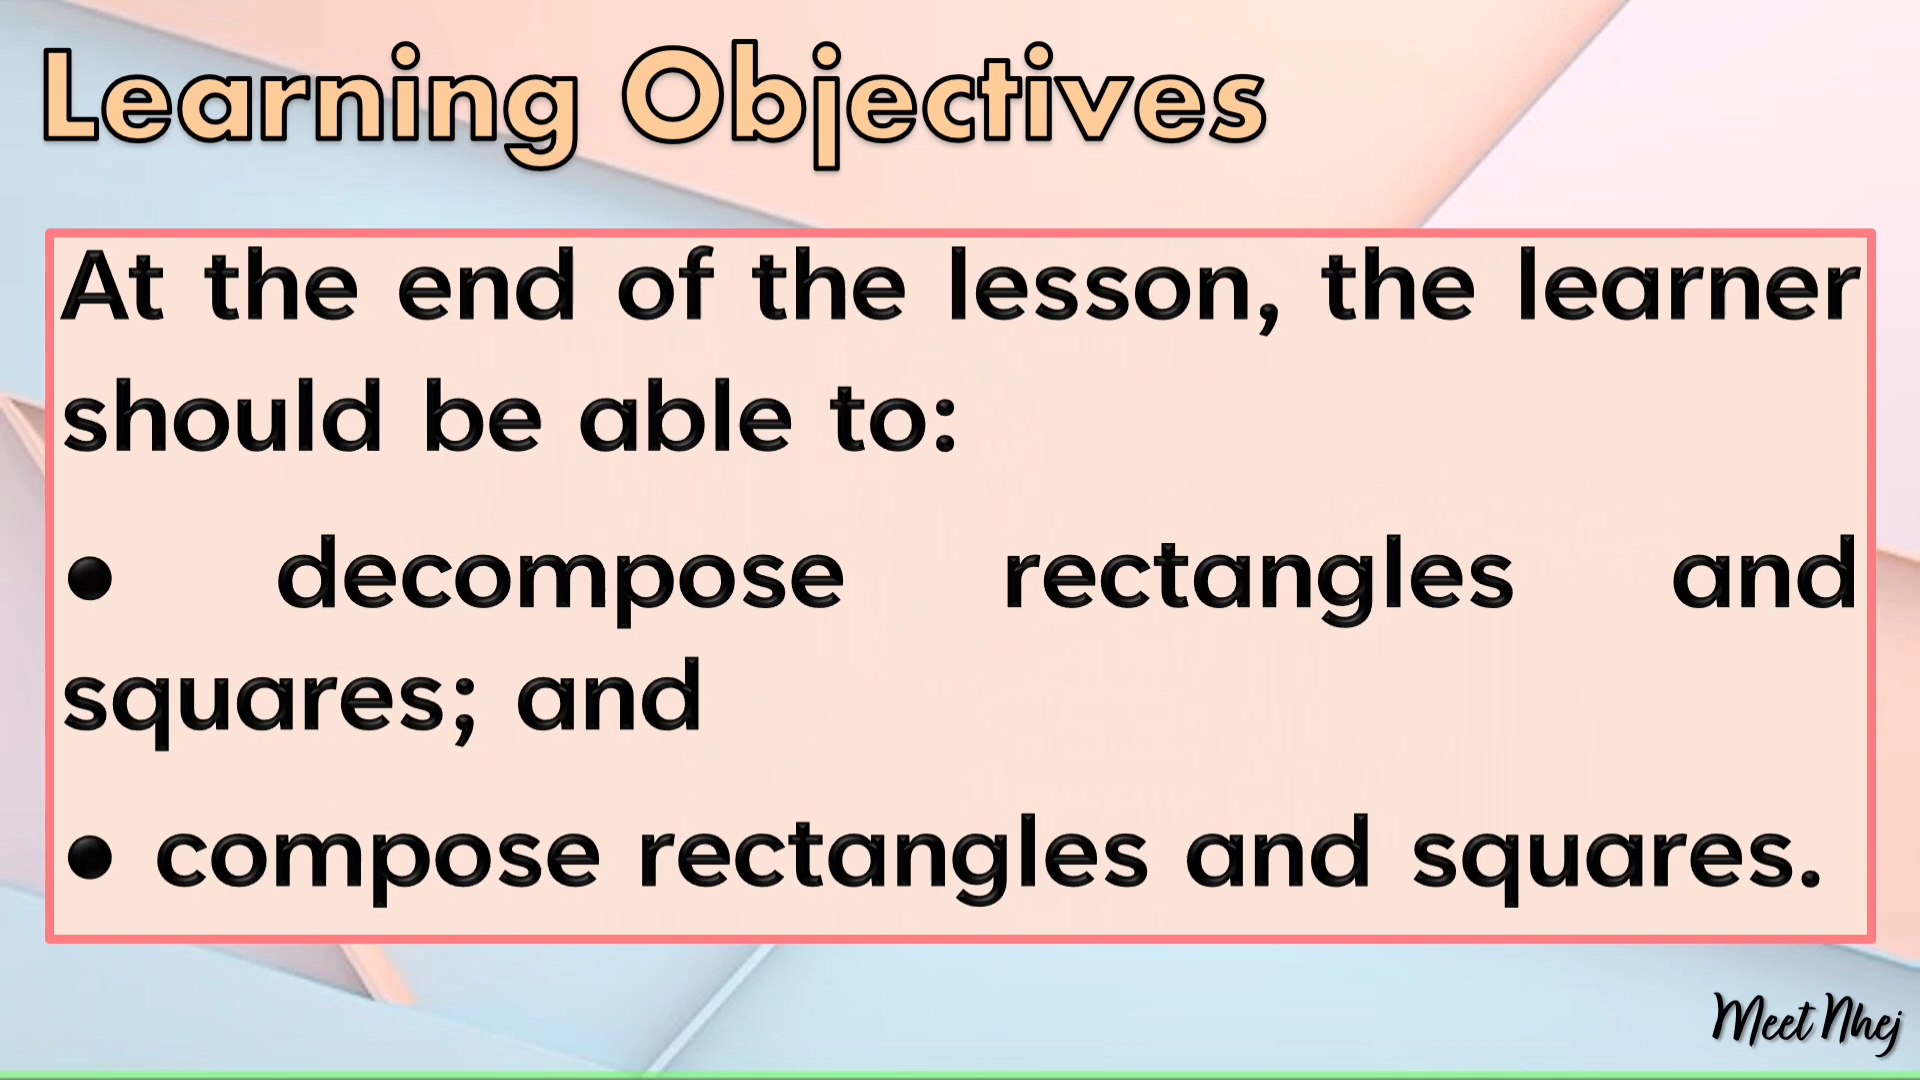 Learning Objectives
At the end of the lesson, the learner
should be able to:
● decompose rectangles and
squares; and
● compose rectangles and squares.
Meet Nhej